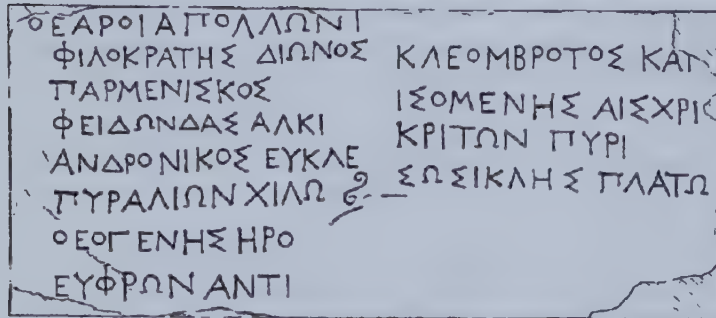 ΘΕΑΡΟΙ ΑΠΟΛΛΩΝΙ
ΦΙΛΟΚΡΑΤΗΣ ΔΙΩΝΟΣ
ΠΑΡΜΕΝΙΣΚΟΣ
ΦΕΙΔΩΝΔΑΣ ΑΛΚΙ
ΑΝΔΡΟΝΙΚΟΣ ΕΥΚΛΕ
ΠΥΡΑΛΙΩΝ ΧΙΛΩ
ΘΕΟΓΕΝΗΣ ΗΡΟ
ΕΥΦΡΩΝ ΑΝΤΙ
ΚΛΕΟΜΒΡΟΤΟΣ ΚΑΤ
ΙΣΟΜΕΝΗΣ ΑΙΣΧΡΙ
ΚΡΙΤΩΝ ΠΥΡΙ
ΣΩΣΙΚΛΗΣ ΠΛΑΤΩ